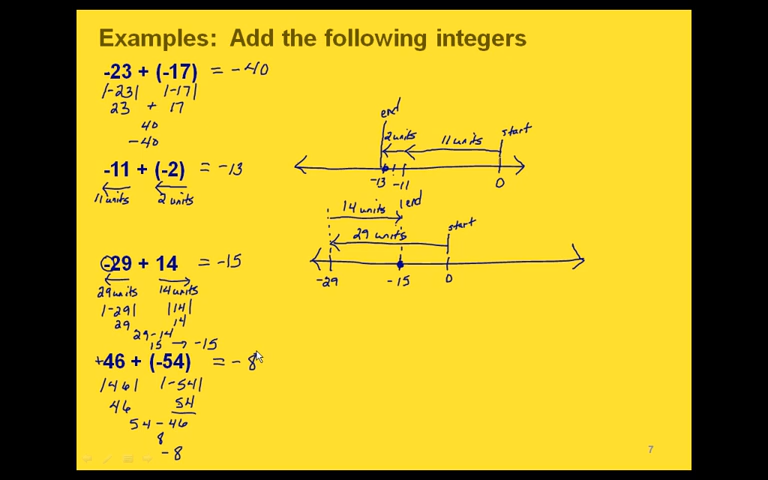 Examples: Add the following integers
-23 + (-17) = -40
|-23| |-17|
23 + 17
40
-40
-11 + (-2) = -13
11 units 2 units
end
2 units 11 units start
-13 -11 0
-29 + 14 = -15
29 units 14 units
|-29| |14|
29 14
29-14
15 → -15
14 units end
29 units start
-29 -15 0
+46 + (-54) = - 8
|46| |-54|
46 54
54 - 46
8
- 8
7